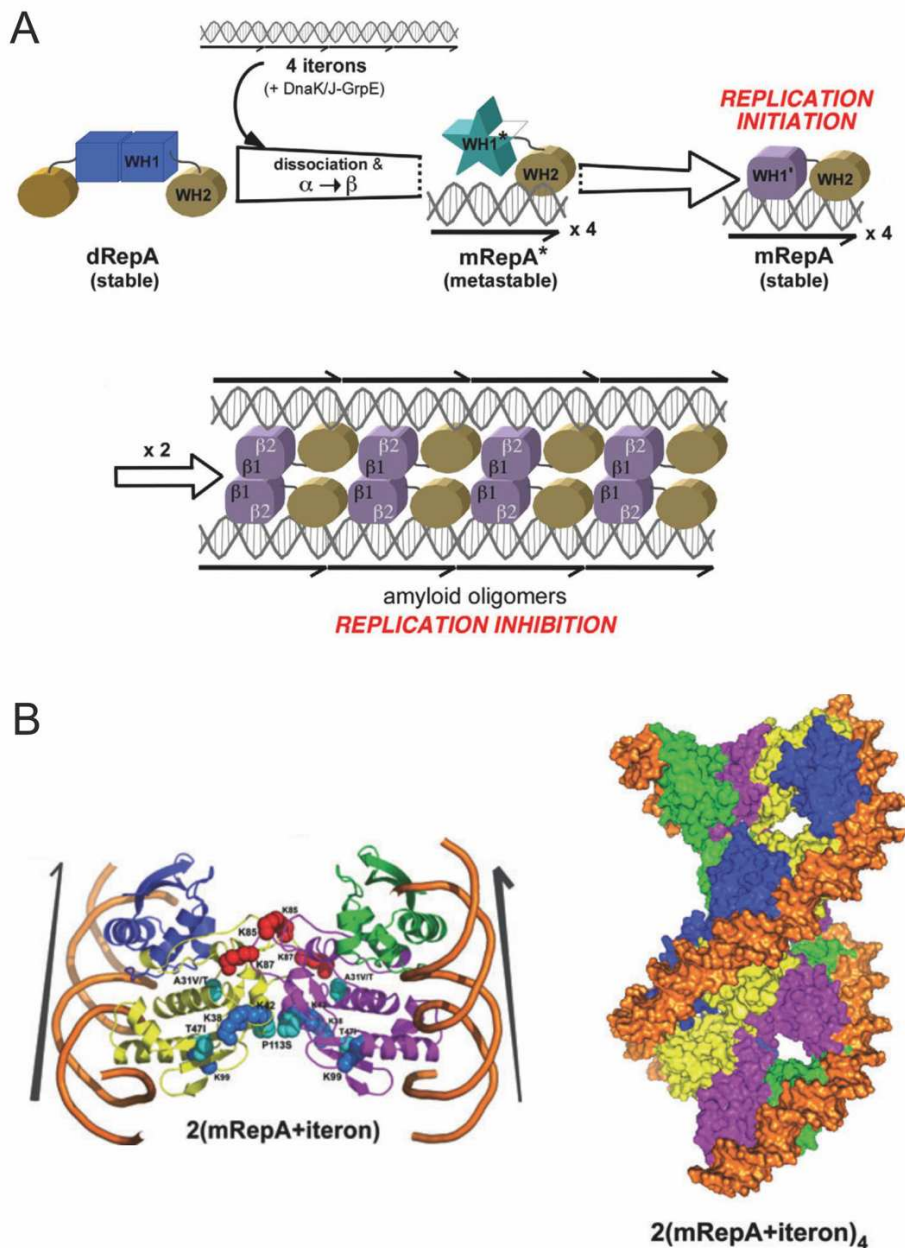 A
4 iterons
(+ DnaK/J-GrpE)
WH1
WH2
dissociation &
α → β
WH1*
WH2
x 4
REPLICATION
INITIATION
WH1'
WH2
x 4
dRepA
(stable)
mRepA*
(metastable)
mRepA
(stable)
x 2
β2
β2
β2
β2
β1
β1
β1
β1
β1
β1
β1
β1
β2
β2
β2
β2
amyloid oligomers
REPLICATION INHIBITION
B
K85
K85
K87
K87
A31V/T
A31V/T
K38
K42
K38
T47I
T47I
P113S
K99
K99
2(mRepA+iteron)
2(mRepA+iteron)4